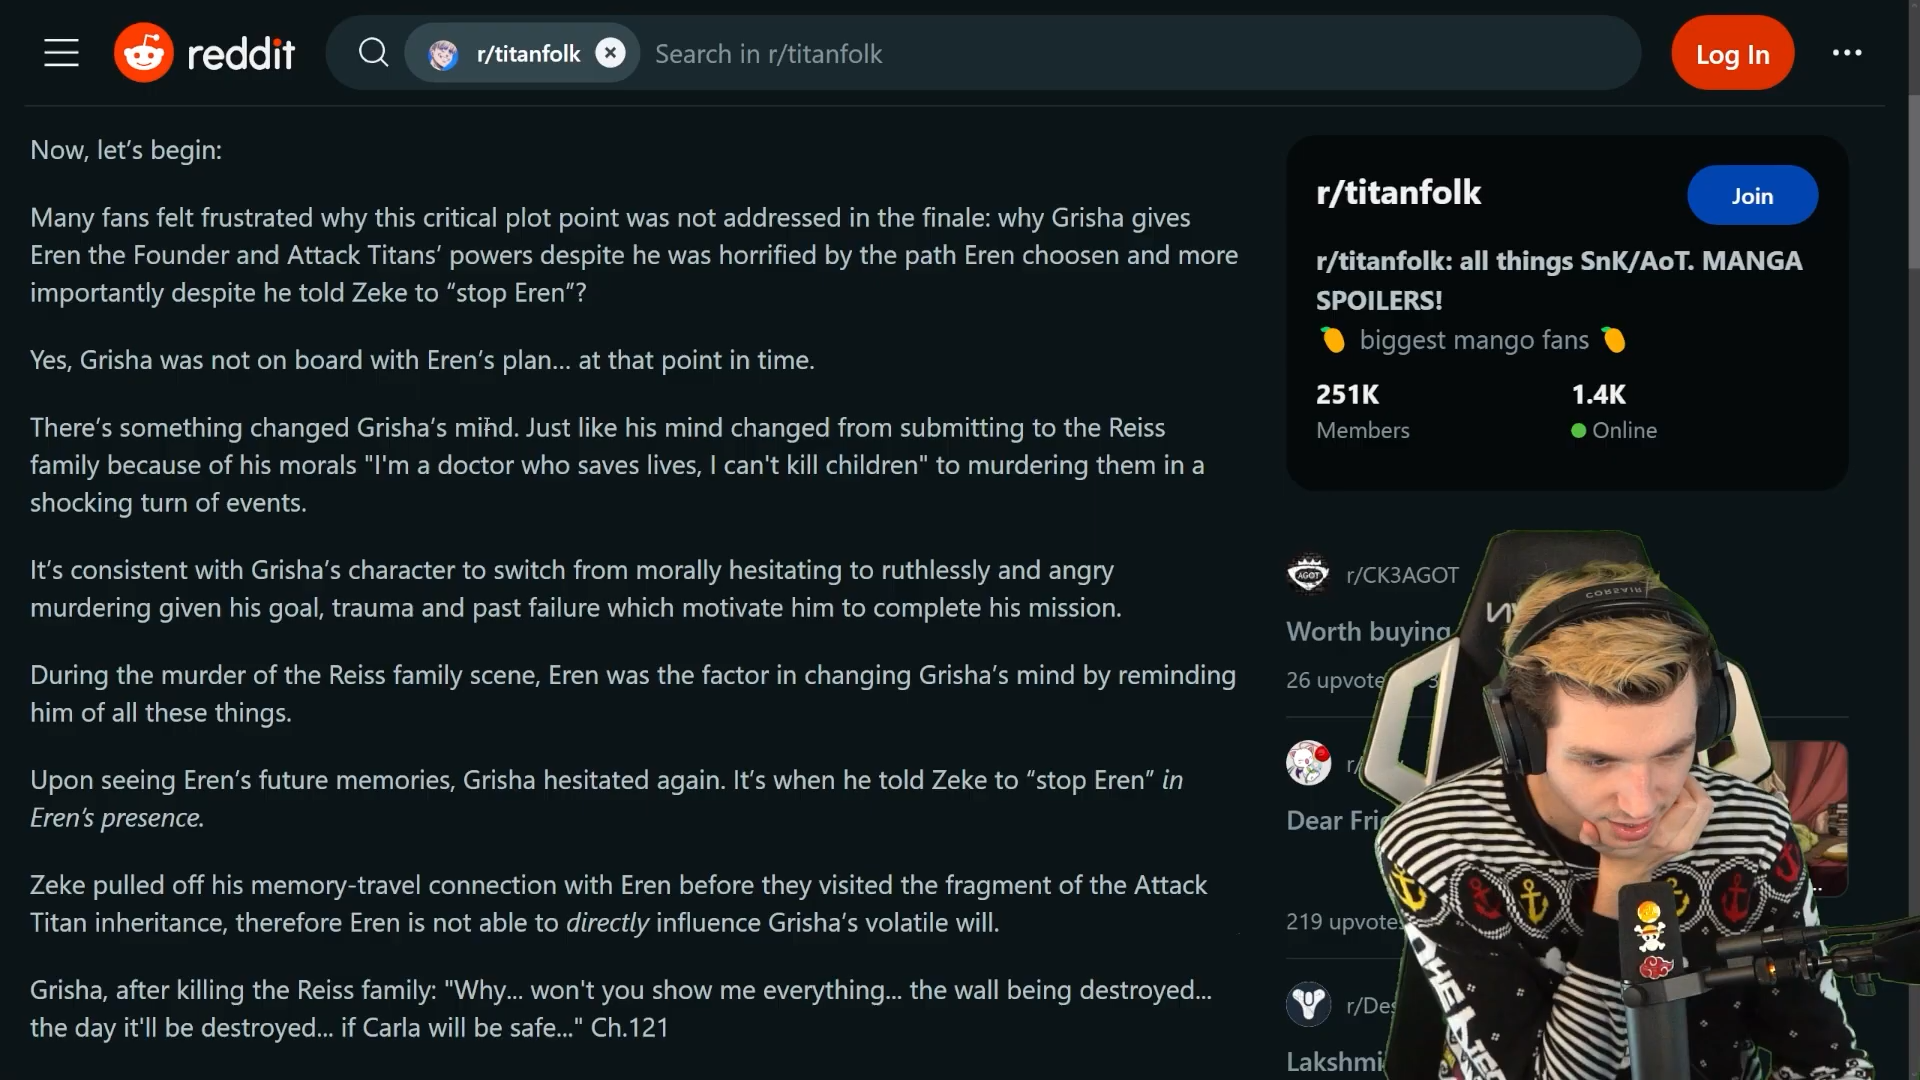 reddit
r/titanfolk
Search in r/titanfolk
Log In
Now, let’s begin:
Many fans felt frustrated why this critical plot point was not addressed in the finale: why Grisha gives
Eren the Founder and Attack Titans’ powers despite he was horrified by the path Eren choosen and more
importantly despite he told Zeke to “stop Eren”?
Yes, Grisha was not on board with Eren’s plan... at that point in time.
There’s something changed Grisha’s mind. Just like his mind changed from submitting to the Reiss
family because of his morals "I'm a doctor who saves lives, I can't kill children" to murdering them in a
shocking turn of events.
It’s consistent with Grisha’s character to switch from morally hesitating to ruthlessly and angry
murdering given his goal, trauma and past failure which motivate him to complete his mission.
During the murder of the Reiss family scene, Eren was the factor in changing Grisha’s mind by reminding
him of all these things.
Upon seeing Eren’s future memories, Grisha hesitated again. It’s when he told Zeke to “stop Eren” in
Eren’s presence.
Zeke pulled off his memory-travel connection with Eren before they visited the fragment of the Attack
Titan inheritance, therefore Eren is not able to directly influence Grisha’s volatile will.
Grisha, after killing the Reiss family: "Why... won't you show me everything... the wall being destroyed...
the day it'll be destroyed... if Carla will be safe..." Ch.121
r/titanfolk
Join
r/titanfolk: all things SnK/AoT. MANGA
SPOILERS!
biggest mango fans
251K
1.4K
Members
Online
AGOT
r/CK3AGOT
Worth buying
26 upvote
r/
Dear Frie
219 upvote
r/Des
Lakshmi
CORSAIR